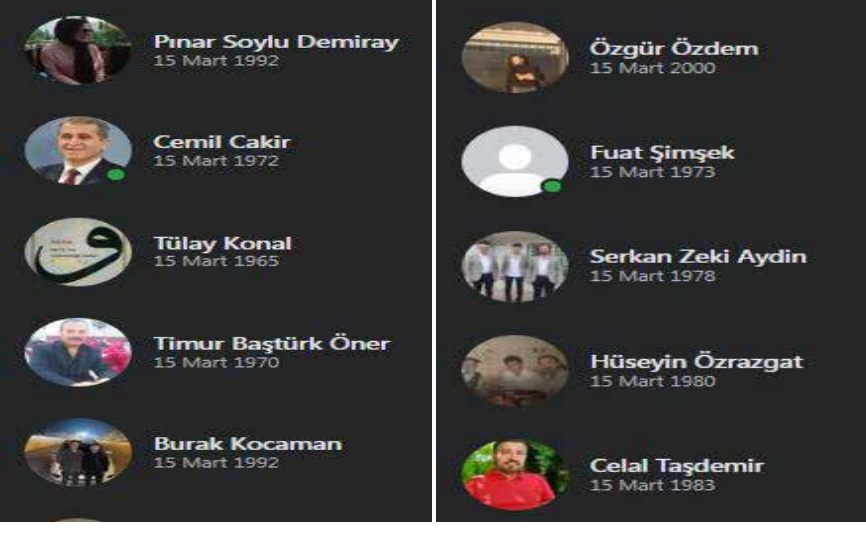 Pınar Soylu Demiray
15 Mart 1992
Cemil Cakir
15 Mart 1972
Tülay Konal
15 Mart 1965
Timur Baştürk Öner
15 Mart 1970
Burak Kocaman
15 Mart 1992
Özgür Özdem
15 Mart 2000
Fuat Şimşek
15 Mart 1973
Serkan Zeki Aydin
15 Mart 1978
Hüseyin Özrazgat
15 Mart 1980
Celal Taşdemir
15 Mart 1983